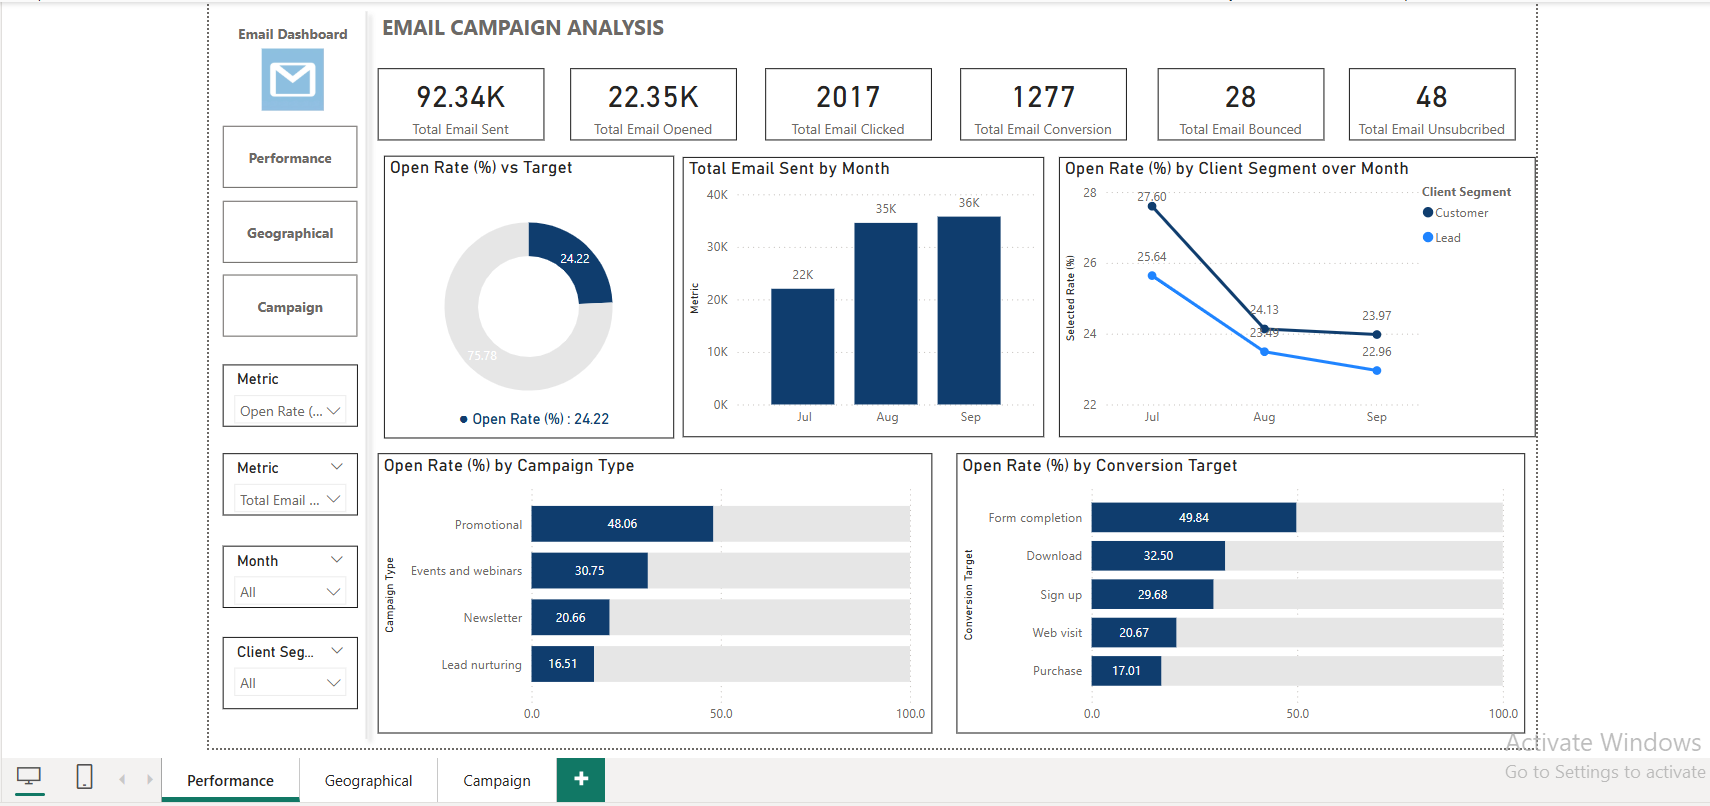 Email Dashboard
EMAIL CAMPAIGN ANALYSIS
92.34K
Total Email Sent
22.35K
Total Email Opened
2017
Total Email Clicked
1277
Total Email Conversion
28
Total Email Bounced
48
Total Email Unsubcribed
Performance
Geographical
Campaign
Metric
Open Rate (...
Metric
Total Email ...
Month
All
Client Seg...
All
Open Rate (%) vs Target
24.22
75.78
Open Rate (%) : 24.22
Total Email Sent by Month
Metric
40K
30K
20K
10K
0K
22K
35K
36K
Jul
Aug
Sep
Open Rate (%) by Client Segment over Month
Client Segment
Customer
Lead
Selected Rate (%)
28
26
24
22
27.60
25.64
24.13
23.49
23.97
22.96
Jul
Aug
Sep
Open Rate (%) by Campaign Type
Campaign Type
Promotional
48.06
Events and webinars
30.75
Newsletter
20.66
Lead nurturing
16.51
0.0
50.0
100.0
Open Rate (%) by Conversion Target
Conversion Target
Form completion
49.84
Download
32.50
Sign up
29.68
Web visit
20.67
Purchase
17.01
0.0
50.0
100.0
Activate Windows
Go to Settings to activate
Performance
Geographical
Campaign
+